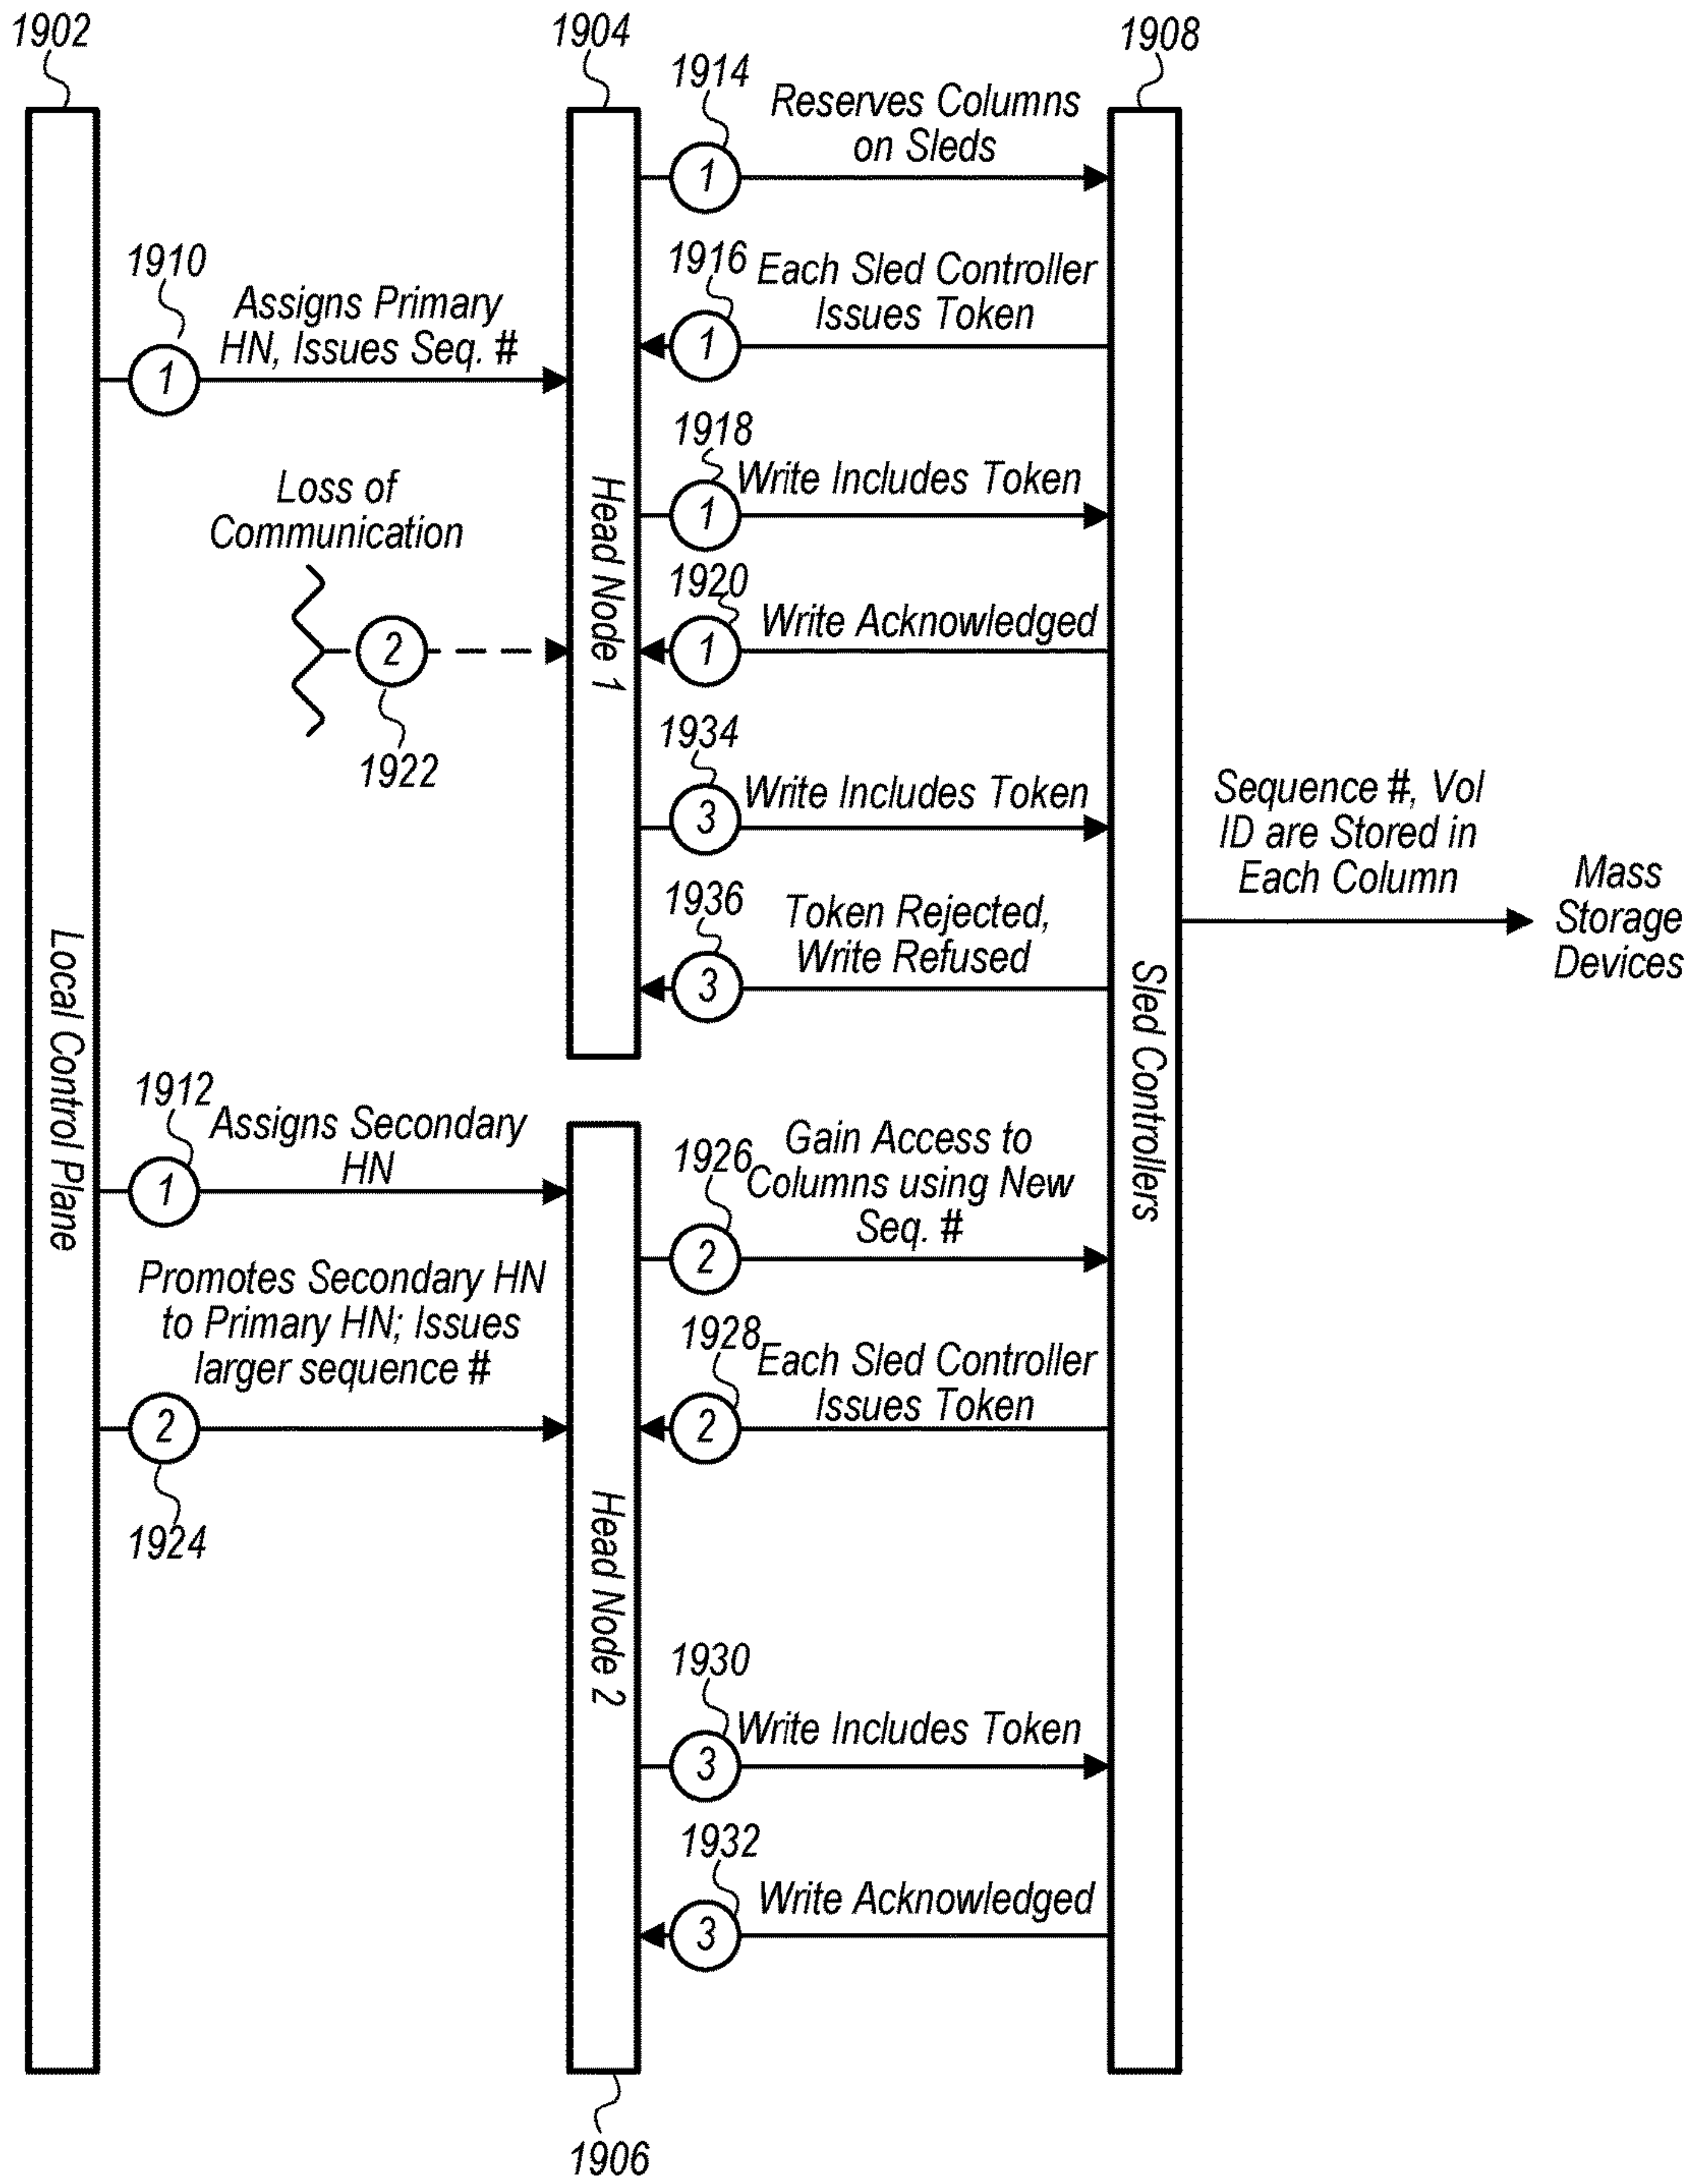 1902
1904
1908
1914
Reserves Columns
on Sleds
1
1910
Assigns Primary
HN, Issues Seq. #
1
1916
Each Sled Controller
Issues Token
1
1918
Write Includes Token
1
Loss of
Communication
2
1922
1920
Write Acknowledged
1
Head Node 1
1934
Write Includes Token
3
1936
Token Rejected,
Write Refused
3
Sequence #, Vol
ID are Stored in
Each Column
Mass
Storage
Devices
Local Control Plane
Sled Controllers
1912
Assigns Secondary
HN
1
1926
Gain Access to
Columns using New
Seq. #
2
Promotes Secondary HN
to Primary HN; Issues
larger sequence #
2
1924
1928
Each Sled Controller
Issues Token
2
Head Node 2
1930
Write Includes Token
3
1932
Write Acknowledged
3
1906